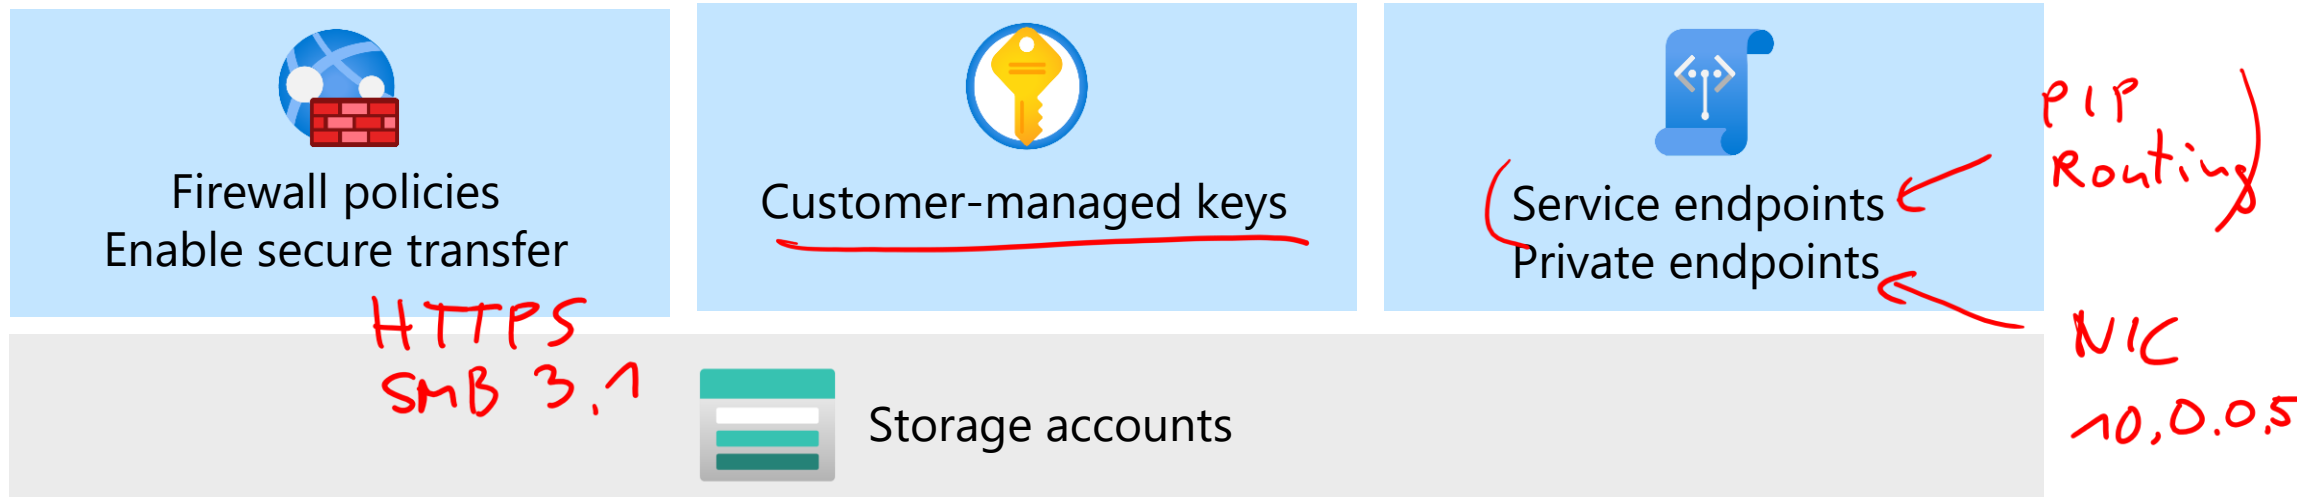 Firewall policies
Enable secure transfer
HTTPS
SMB 3.1
Customer-managed keys
Service endpoints
Private endpoints
PIP
Routing
NIC
10.0.0.5
Storage accounts